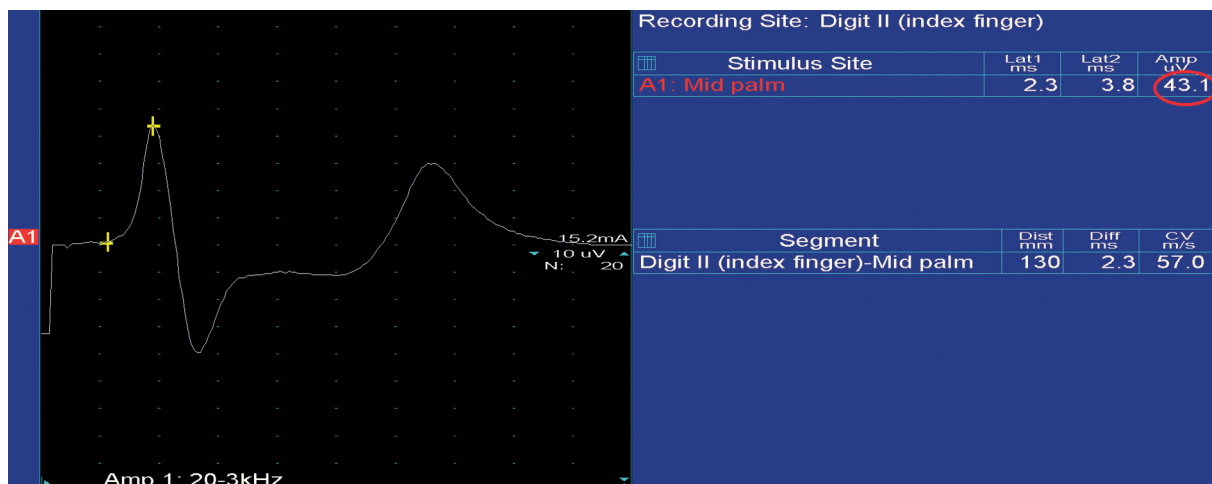 Recording Site: Digit II (index finger)
Stimulus Site Lat1 ms Lat2 ms Amp uV
A1: Mid palm 2.3 3.8 43.1
A1
15.2mA
10 uV
N: 20
Segment Dist mm Diff ms CV m/s
Digit II (index finger)-Mid palm 130 2.3 57.0
Amp 1: 20-3kHz